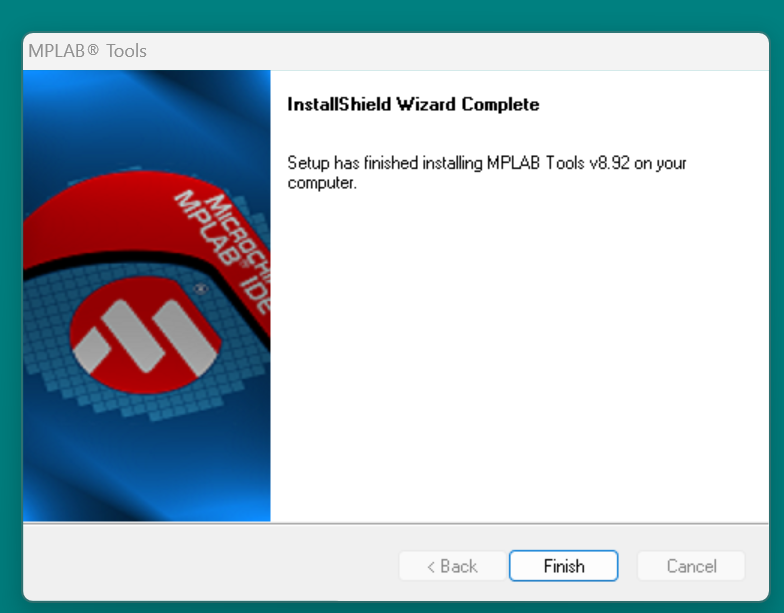 MPLAB® Tools
InstallShield Wizard Complete
Setup has finished installing MPLAB Tools v8.92 on your
computer.
MICROCHIP
MPLAB® IDE
®
< Back
Finish
Cancel